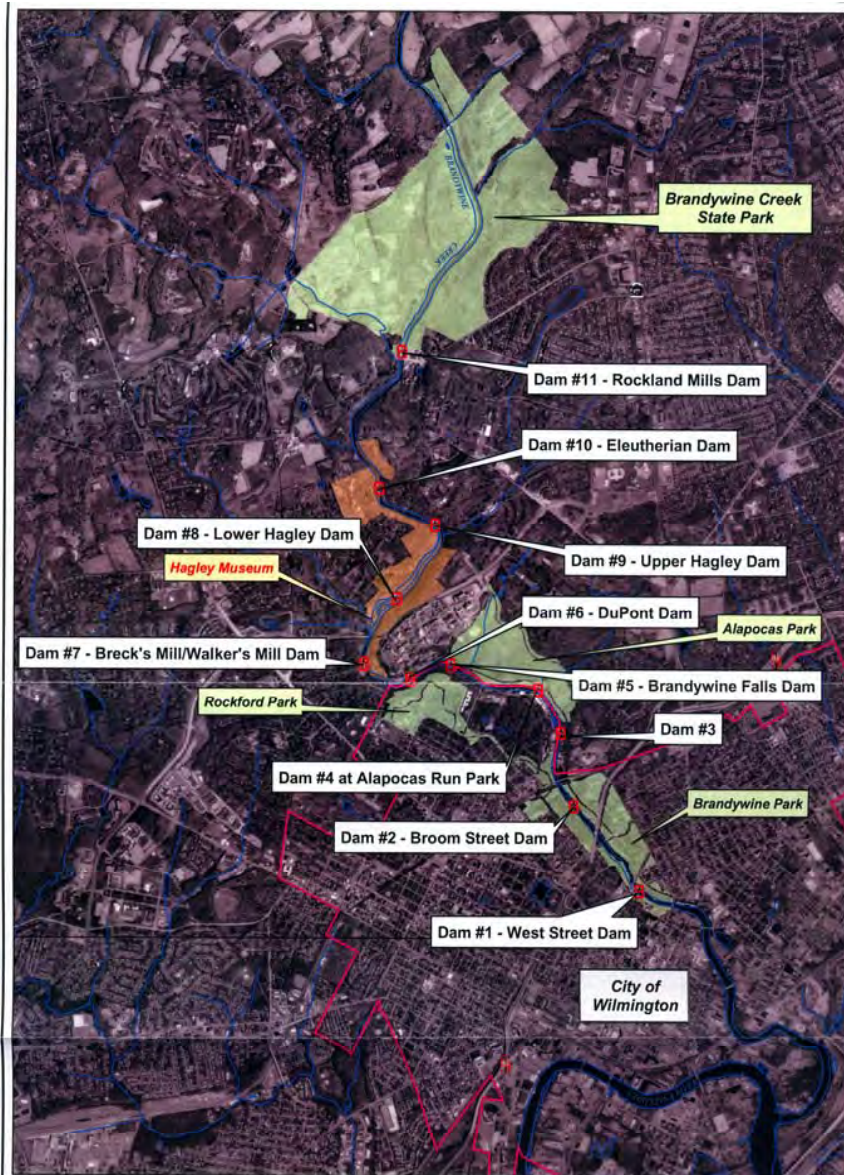 BRANDYWINE
CREEK
Brandywine Creek
State Park
Dam #11 - Rockland Mills Dam
Dam #10 - Eleutherian Dam
Dam #8 - Lower Hagley Dam
Hagley Museum
Dam #9 - Upper Hagley Dam
Dam #6 - DuPont Dam
Alapocas Park
Dam #7 - Breck's Mill/Walker's Mill Dam
Dam #5 - Brandywine Falls Dam
Rockford Park
Dam #3
Dam #4 at Alapocas Run Park
Brandywine Park
Dam #2 - Broom Street Dam
Dam #1 - West Street Dam
City of
Wilmington